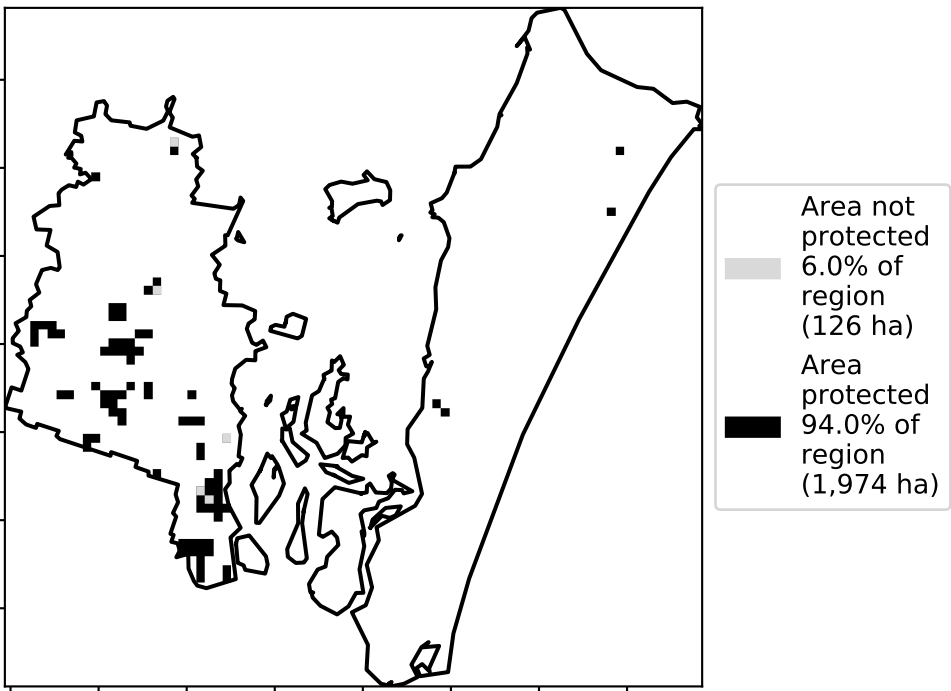 Area not
protected
6.0% of
region
(126 ha)
Area
protected
94.0% of
region
(1,974 ha)